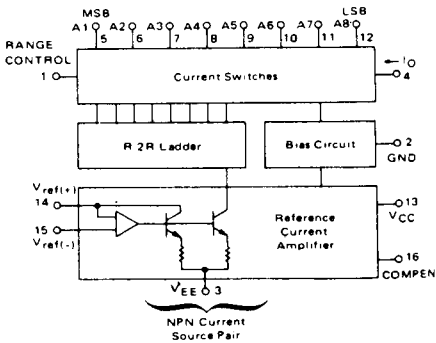 MSB LSB
A1 A2 A3 A4 A5 A6 A7 A8
5 6 7 8 9 10 11 12
RANGE
CONTROL
1
Current Switches
IO
4
R 2R Ladder
Bias Circuit
2
GND
Vref(+)
14
15
Vref(-)
Reference
Current
Amplifier
13
VCC
16
COMPEN
VEE 3
NPN Current
Source Pair